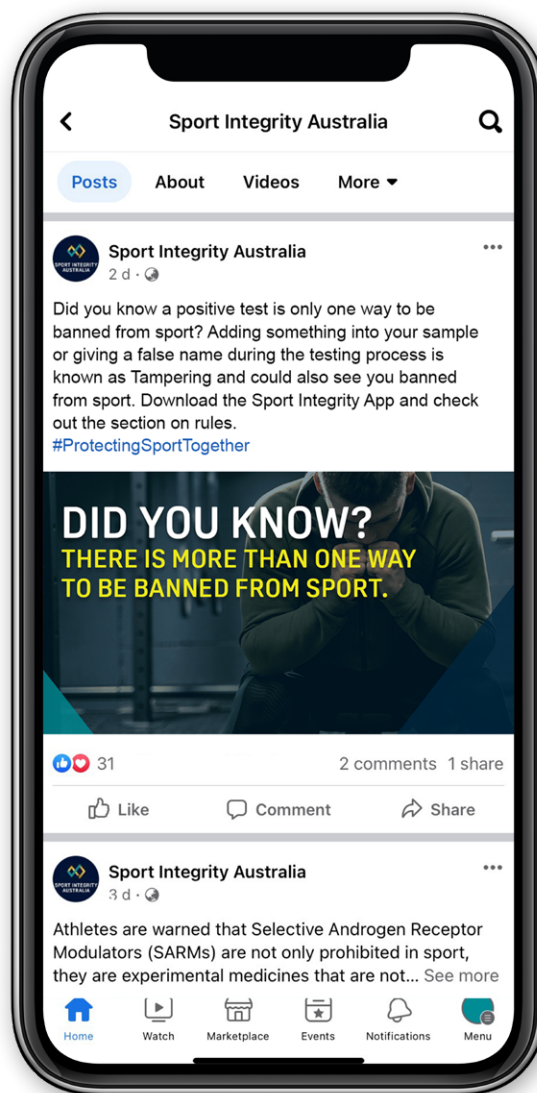 Sport Integrity Australia
Posts About Videos More
SPORT INTEGRITY
AUSTRALIA
Sport Integrity Australia
2 d ·
Did you know a positive test is only one way to be
banned from sport? Adding something into your sample
or giving a false name during the testing process is
known as Tampering and could also see you banned
from sport. Download the Sport Integrity App and check
out the section on rules.
#ProtectingSportTogether
DID YOU KNOW?
THERE IS MORE THAN ONE WAY
TO BE BANNED FROM SPORT.
31 2 comments 1 share
Like Comment Share
SPORT INTEGRITY
AUSTRALIA
Sport Integrity Australia
3 d ·
Athletes are warned that Selective Androgen Receptor
Modulators (SARMs) are not only prohibited in sport,
they are experimental medicines that are not... See more
Home Watch Marketplace Events Notifications Menu